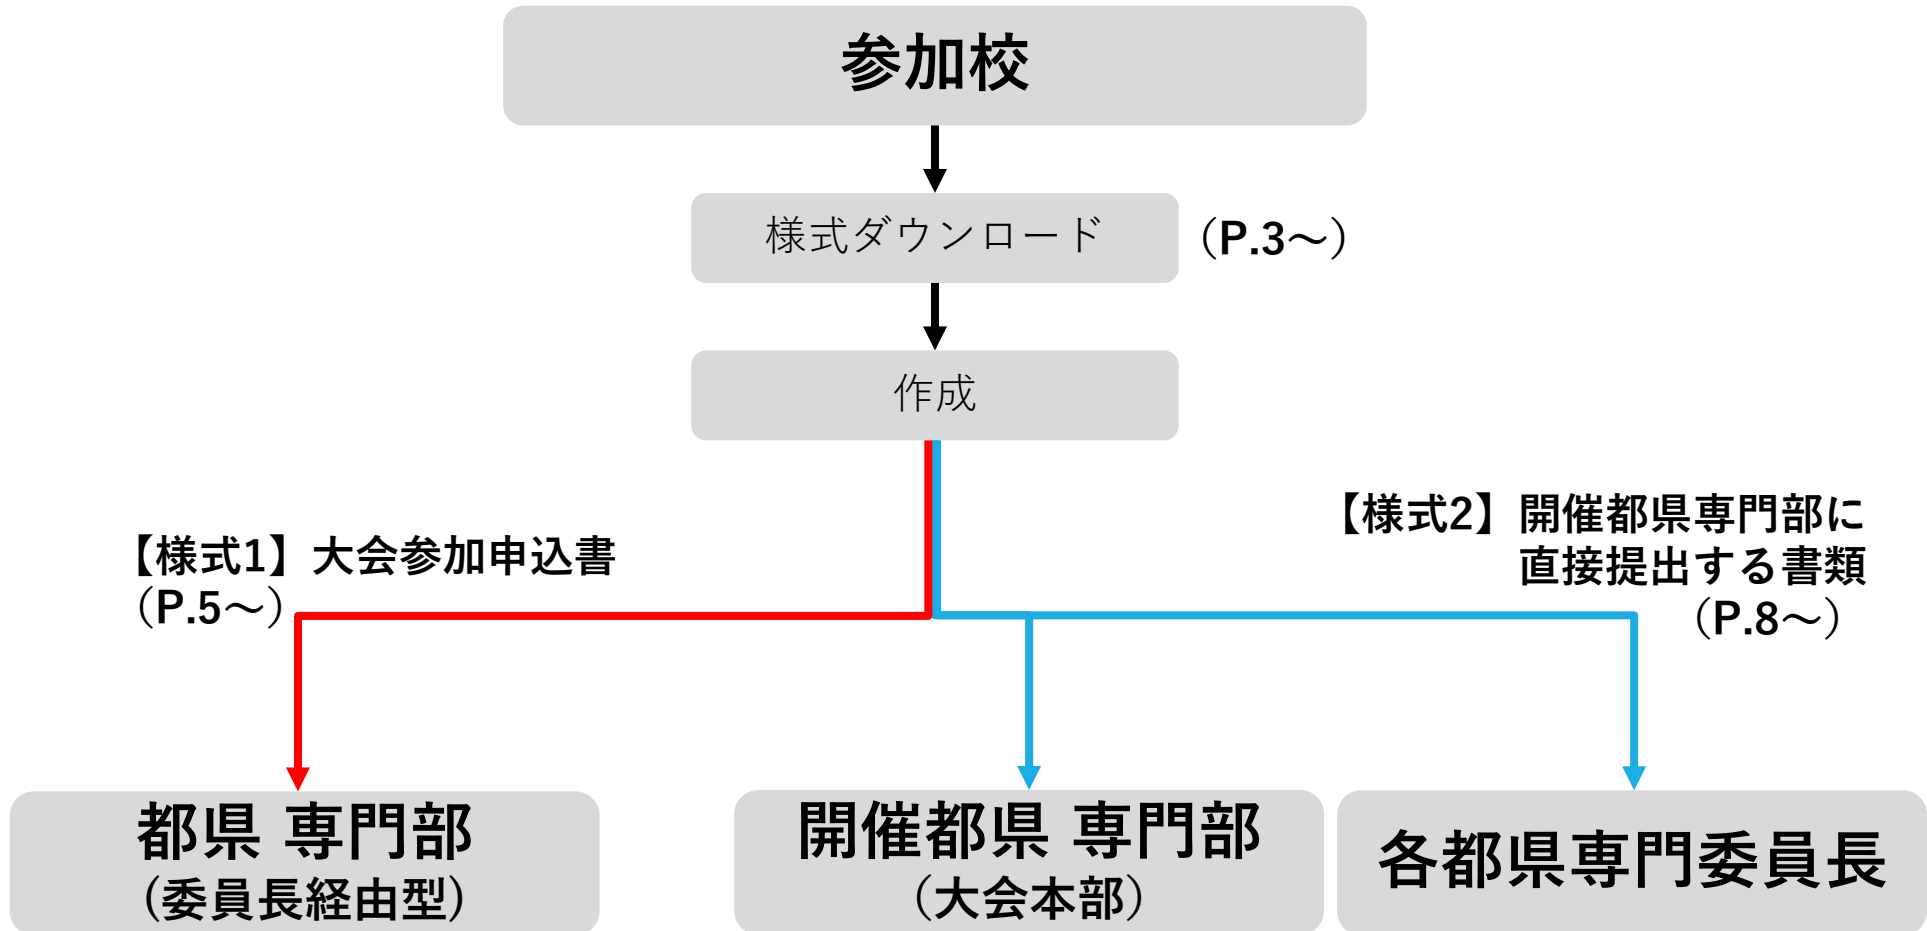 参加校
様式ダウンロード
（P.3～）
作成
【様式1】大会参加申込書
（P.5～）
【様式2】開催都県専門部に
直接提出する書類
（P.8～）
都県 専門部
(委員長経由型)
開催都県 専門部
（大会本部）
各都県専門委員長